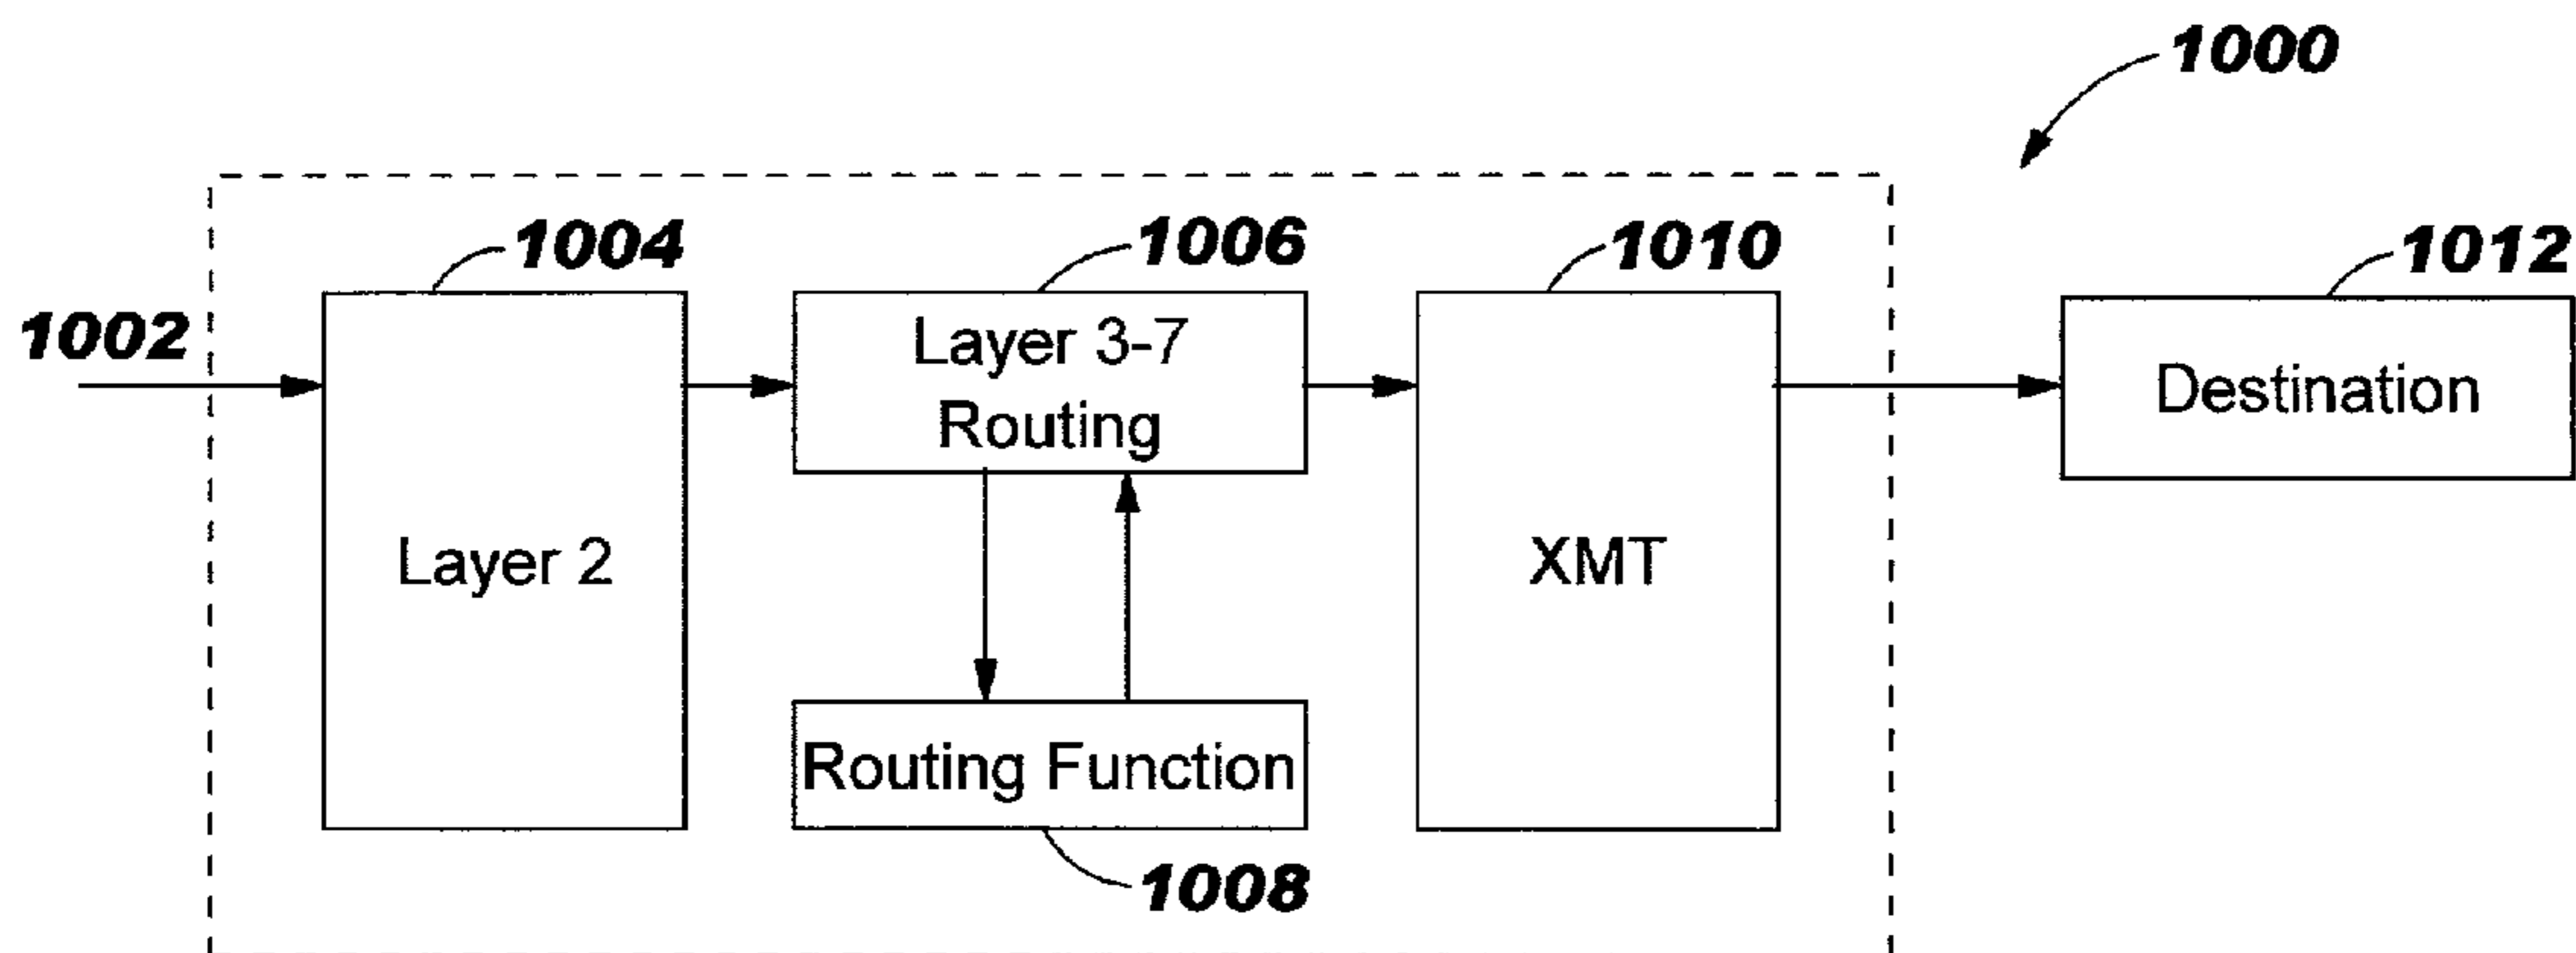 1000
1004
1006
1010
1012
1002
Layer 3-7
Routing
Destination
Layer 2
XMT
Routing Function
1008